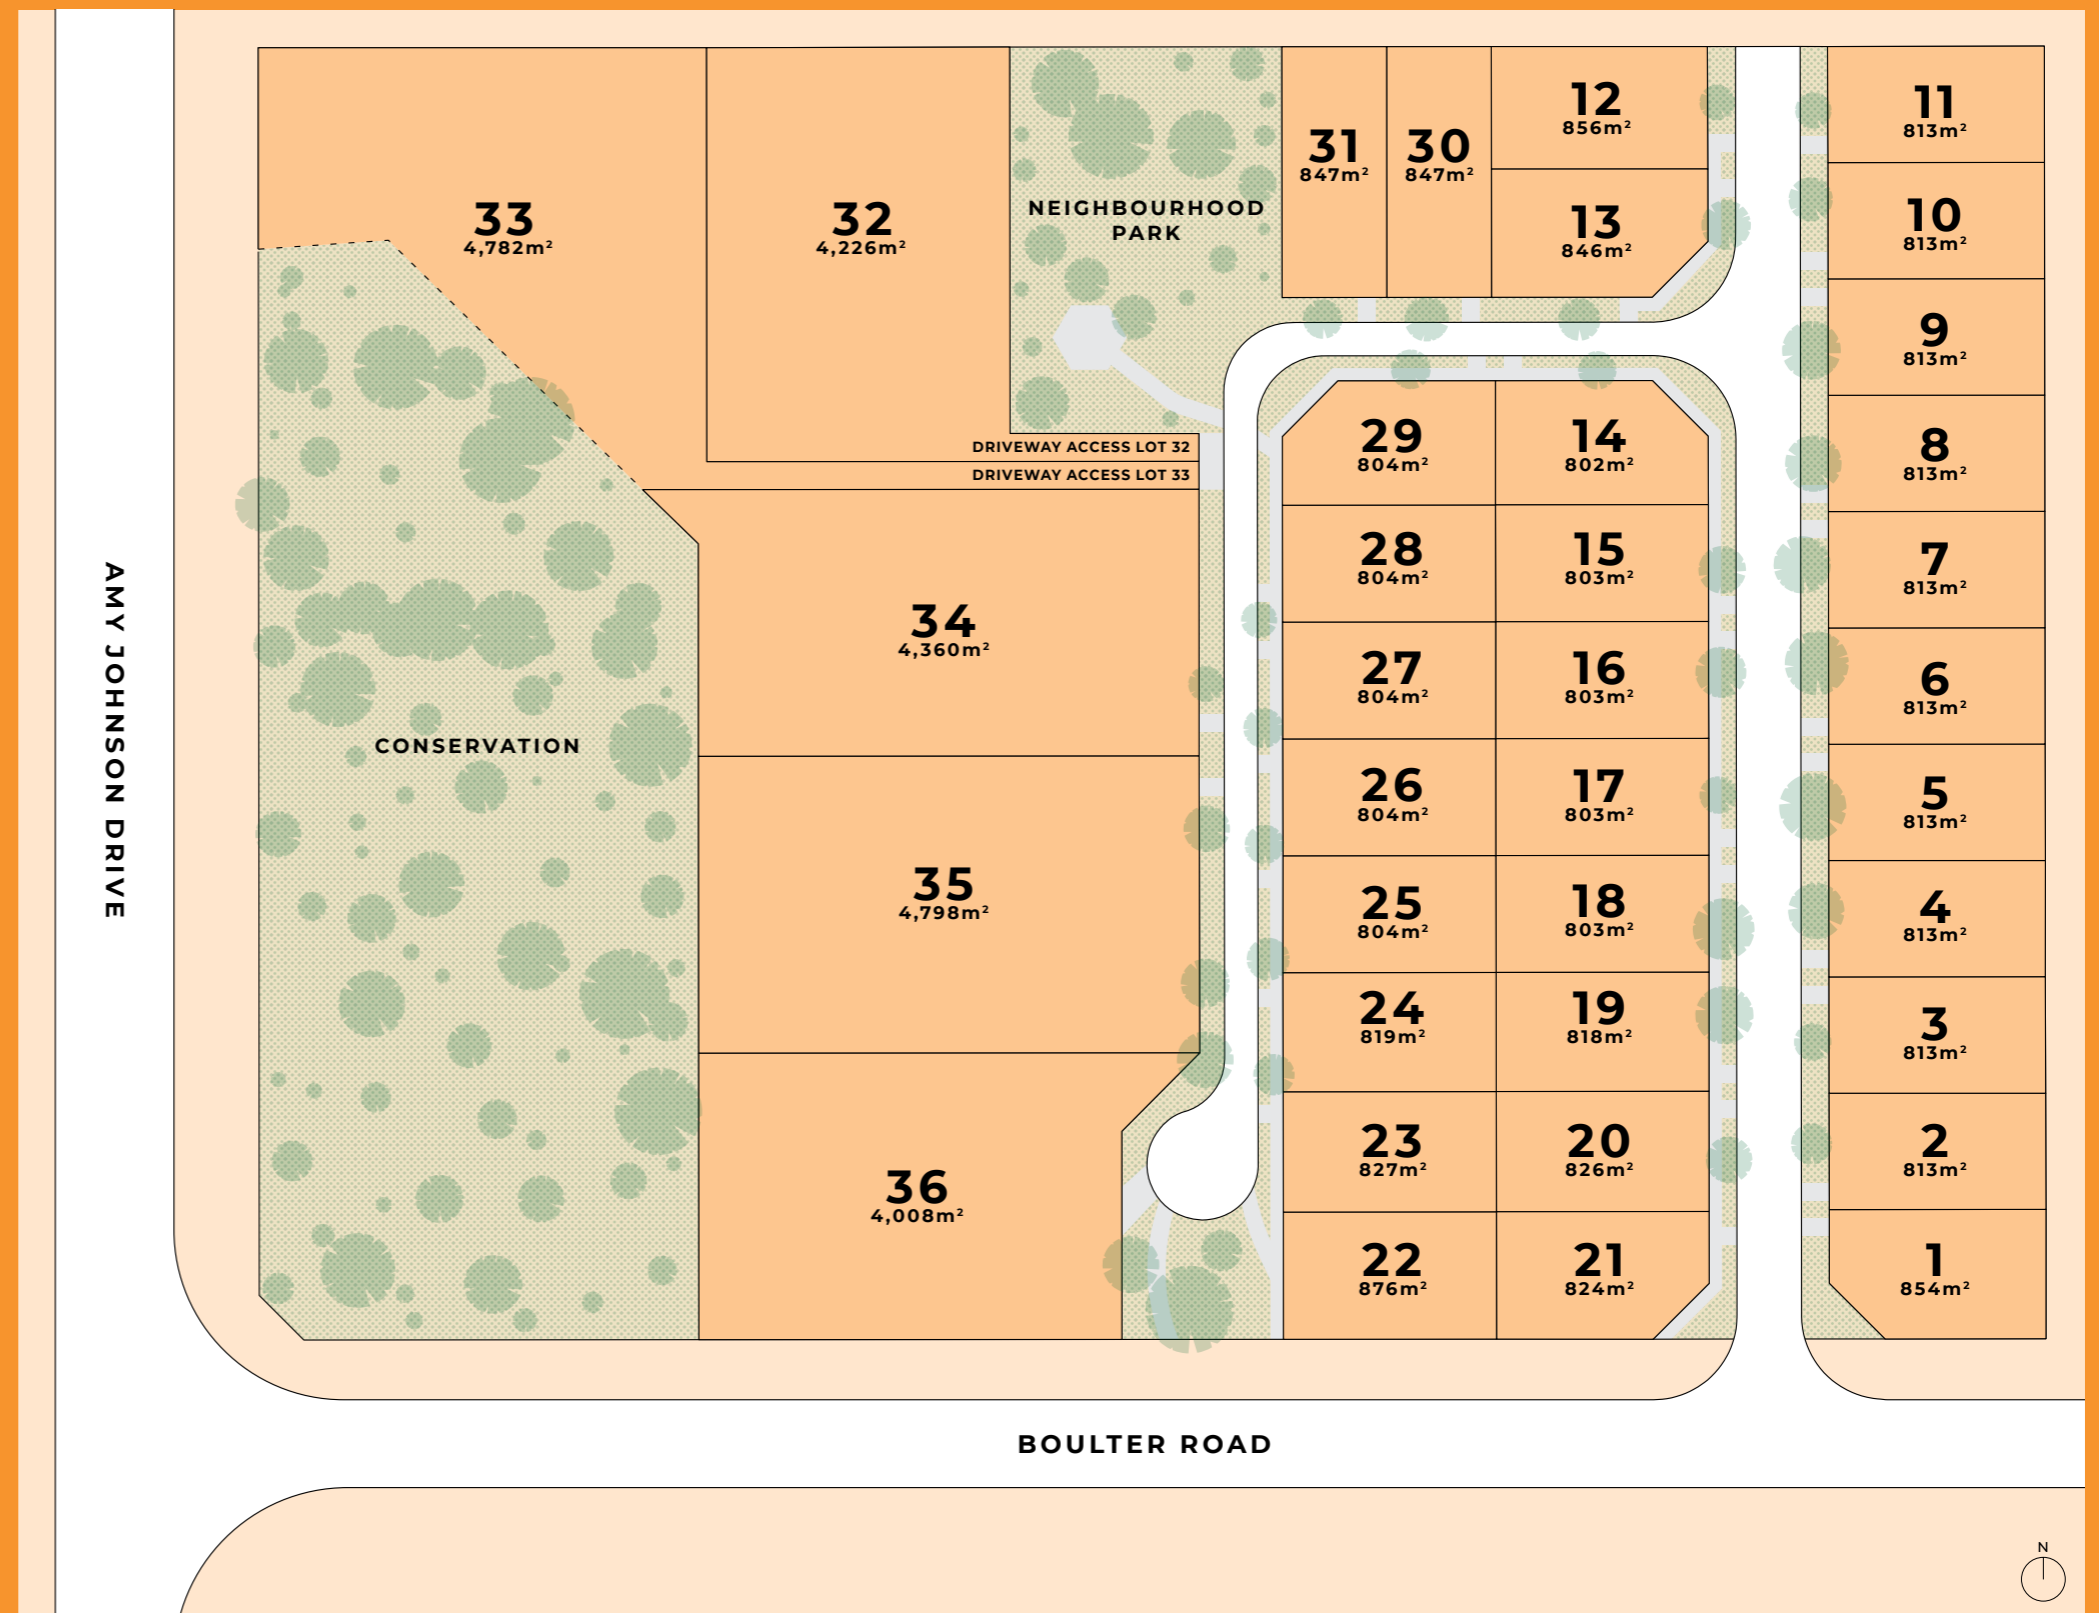 33
4,782m²
32
4,226m²
NEIGHBOURHOOD
PARK
31
847m²
30
847m²
12
856m²
13
846m²
11
813m²
10
813m²
9
813m²
8
813m²
7
813m²
6
813m²
5
813m²
4
813m²
3
813m²
2
813m²
1
854m²
DRIVEWAY ACCESS LOT 32
DRIVEWAY ACCESS LOT 33
29
804m²
14
802m²
28
804m²
15
803m²
27
804m²
16
803m²
26
804m²
17
803m²
25
804m²
18
803m²
24
819m²
19
818m²
23
827m²
20
826m²
22
876m²
21
824m²
34
4,360m²
35
4,798m²
36
4,008m²
CONSERVATION
AMY JOHNSON DRIVE
BOULTER ROAD
N